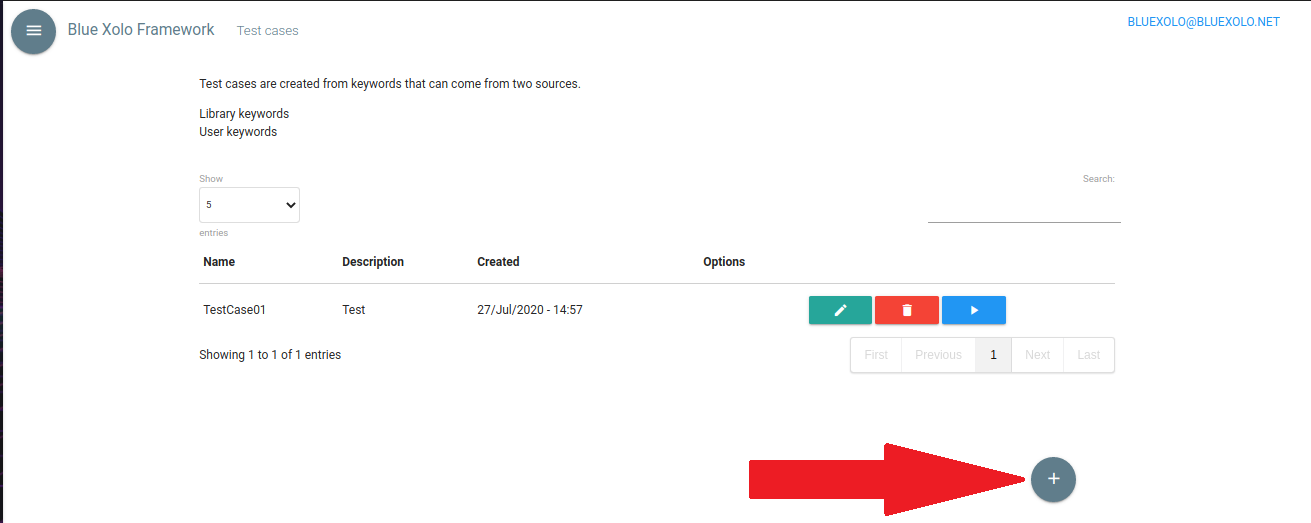 Blue Xolo Framework Test cases BLUEXOLO@BLUEXOLO.NET
Test cases are created from keywords that can come from two sources.
Library keywords
User keywords
Show Search:
5
entries
Name Description Created Options
TestCase01 Test 27/Jul/2020 - 14:57
Showing 1 to 1 of 1 entries First Previous 1 Next Last
+